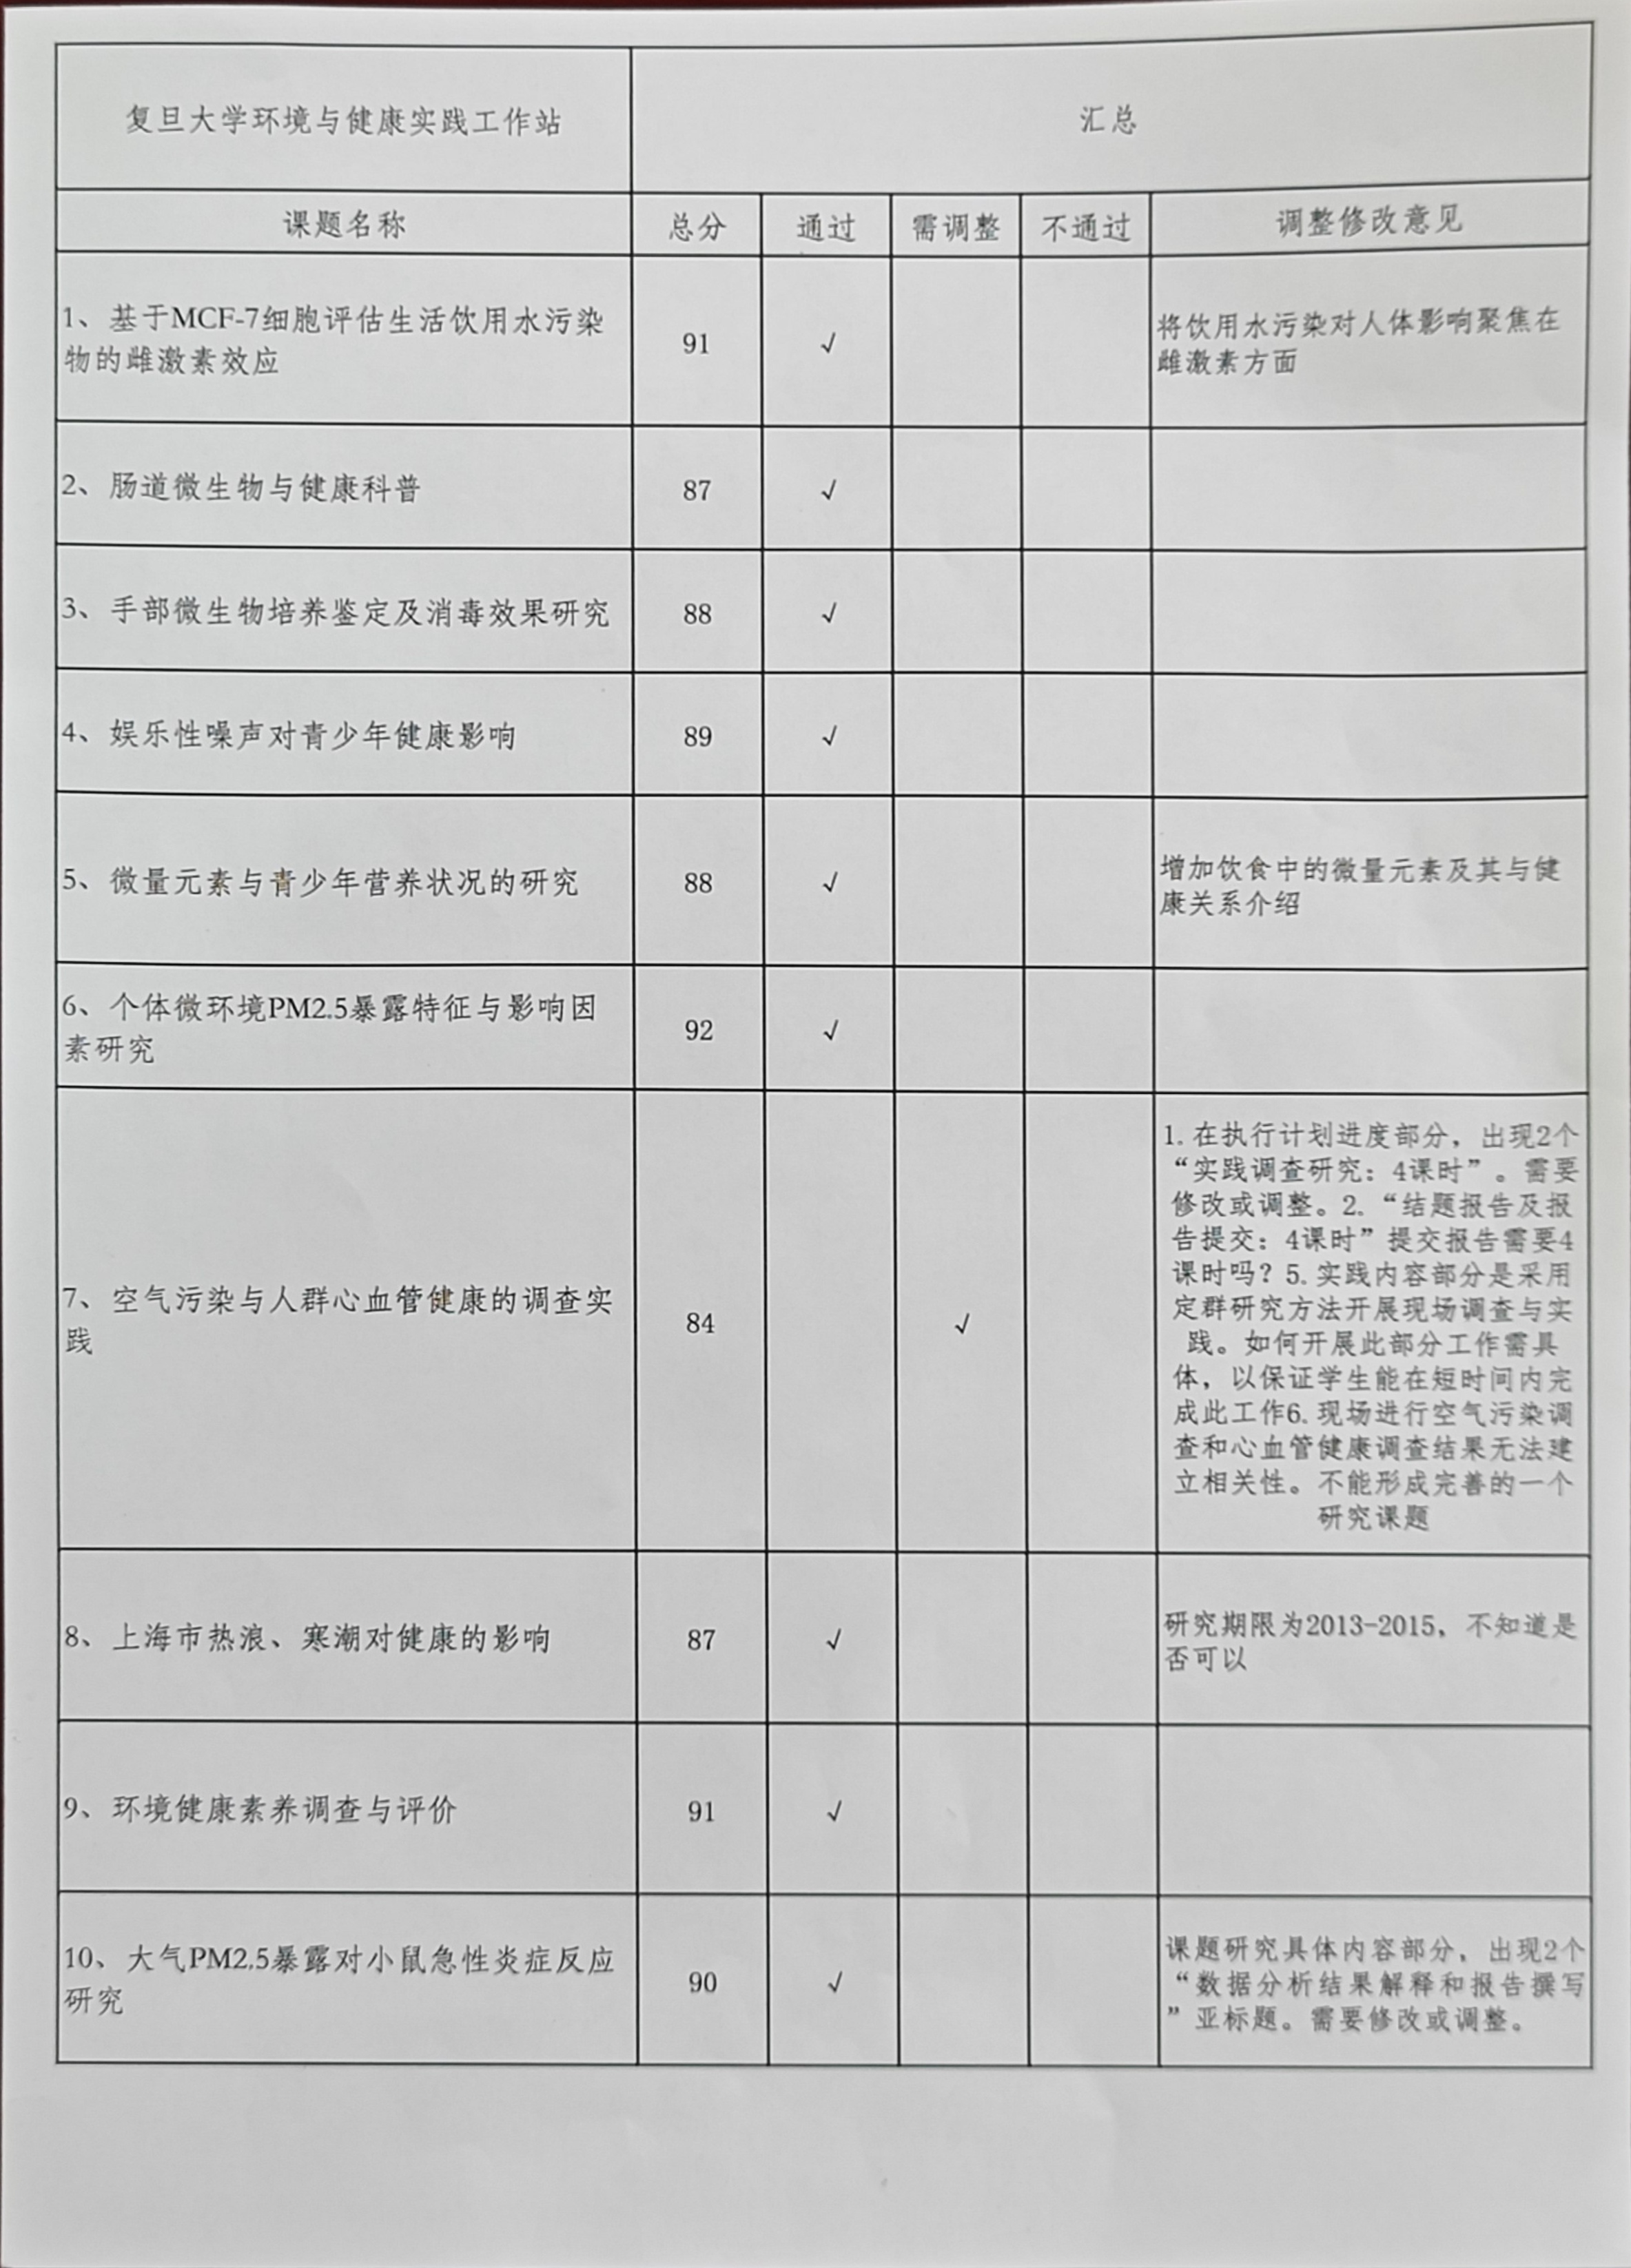 复旦大学环境与健康实践工作站
汇总
课题名称
总分
通过
需调整
不通过
调整修改意见
1、基于MCF-7细胞评估生活饮用水污染
物的雌激素效应
91
√
将饮用水污染对人体影响聚焦在
雌激素方面
2、肠道微生物与健康科普
87
√
3、手部微生物培养鉴定及消毒效果研究
88
√
4、娱乐性噪声对青少年健康影响
89
√
5、微量元素与青少年营养状况的研究
88
√
增加饮食中的微量元素及其与健
康关系介绍
6、个体微环境PM2.5暴露特征与影响因
素研究
92
√
7、空气污染与人群心血管健康的调查实
践
84
√
1.在执行计划进度部分，出现2个
“实践调查研究：4课时”。需要
修改或调整。2.“结题报告及报
告提交：4课时”提交报告需要4
课时吗？5.实践内容部分是采用
定群研究方法开展现场调查与实
践。如何开展此部分工作需具
体，以保证学生能在短时间内完
成此工作6.现场进行空气污染调
查和心血管健康调查结果无法建
立相关性。不能形成完善的一个
研究课题
8、上海市热浪、寒潮对健康的影响
87
√
研究期限为2013-2015，不知道是
否可以
9、环境健康素养调查与评价
91
√
10、大气PM2.5暴露对小鼠急性炎症反应
研究
90
√
课题研究具体内容部分，出现2个
“数据分析结果解释和报告撰写
”亚标题。需要修改或调整。